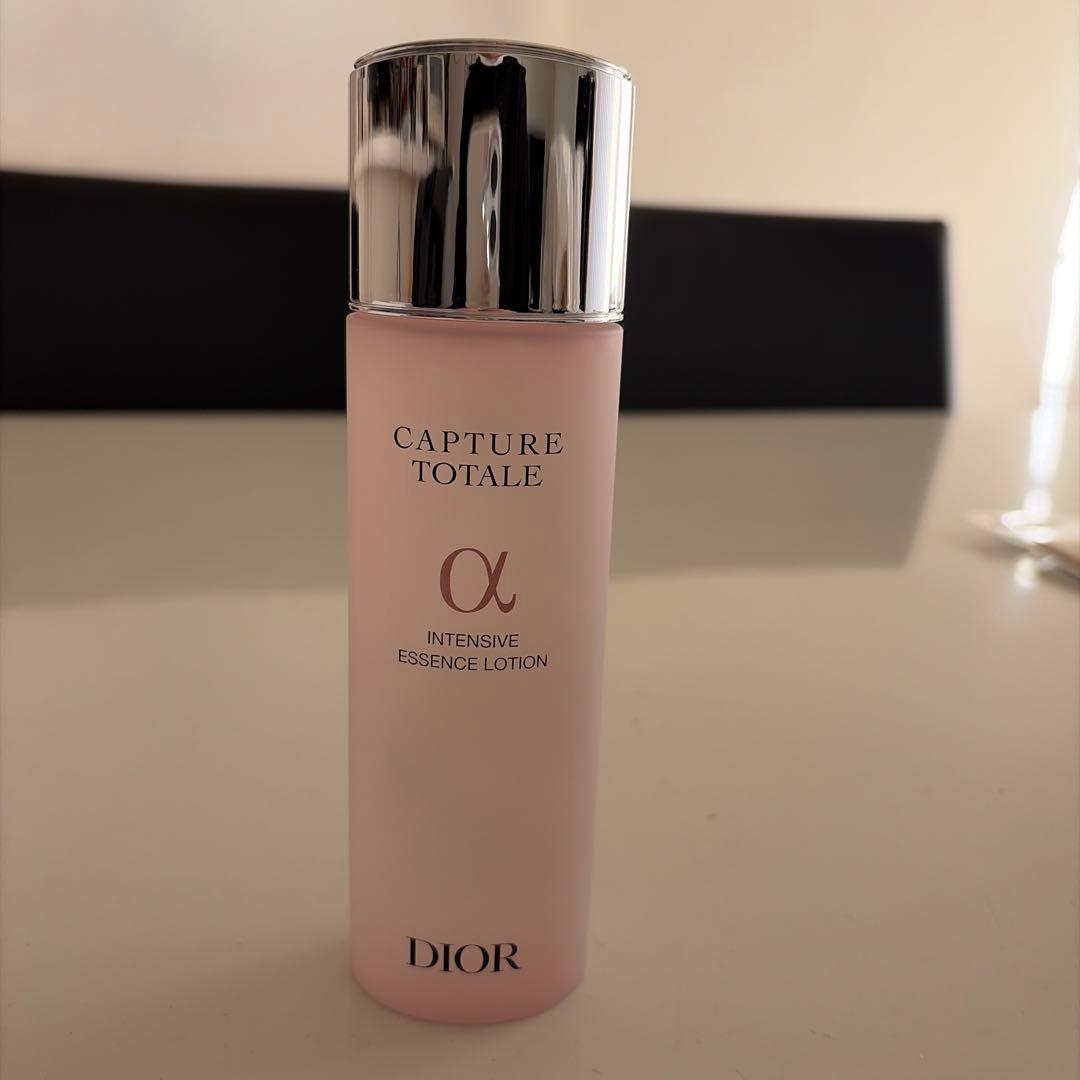 CAPTURE
TOTALE
α
INTENSIVE
ESSENCE LOTION
DIOR